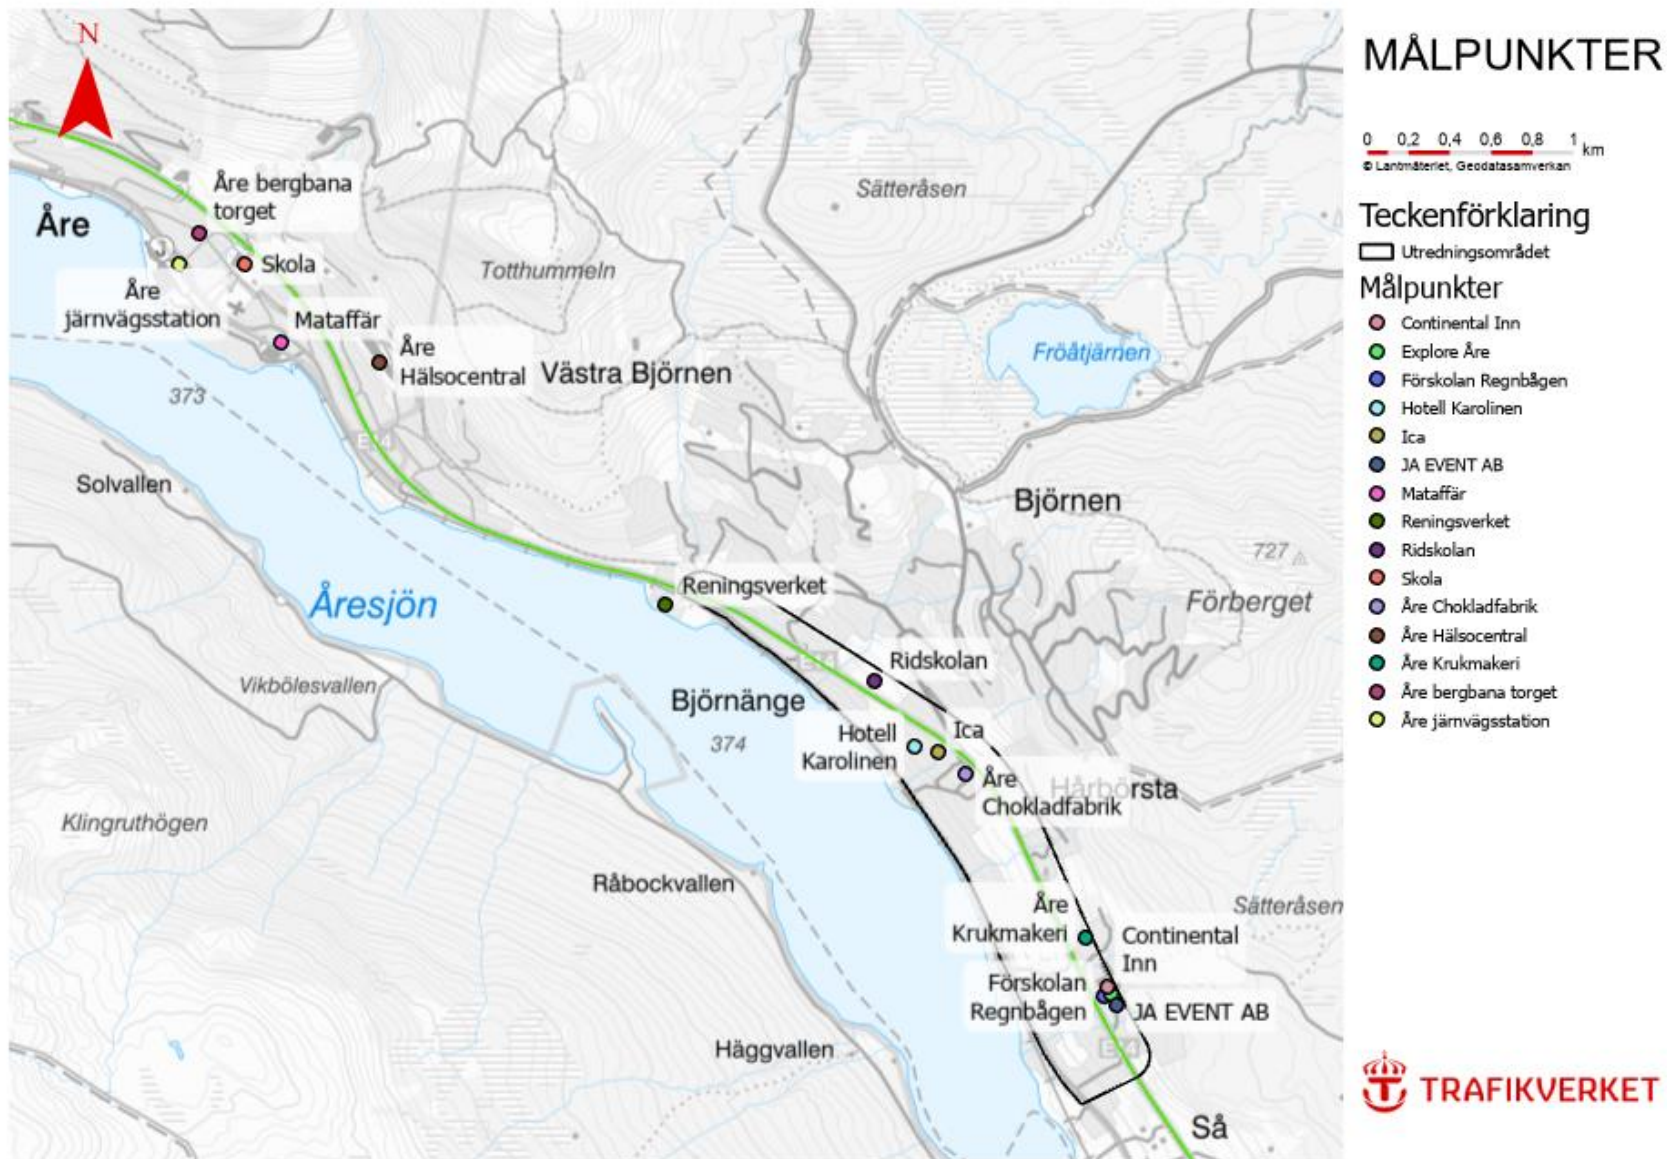 N
Åre bergbana
torget
Åre
Skola
Åre
järnvägsstation
Mataffär
Åre
Hälsocentral
373
Totthummeln
Västra Björnen
Sätteråsen
Fröåtjärnen
Solvallen
Björnen
727
Åresjön
Reningsverket
Förberget
Vikbölesvallen
Ridskolan
Björnänge
374
Hotell
Karolinen
Ica
Åre
Chokladfabrik
Hårbörsta
Klingruthögen
Råbockvallen
Åre
Krukmakeri
Continental
Inn
Sätteråsen
Förskolan
Regnbågen
JA EVENT AB
Häggvallen
E14
Så
MÅLPUNKTER
0 0,2 0,4 0,6 0,8 1 km
© Lantmäteriet, Geodatasamverkan
Teckenförklaring
Utredningsområdet
Målpunkter
Continental Inn
Explore Åre
Förskolan Regnbågen
Hotell Karolinen
Ica
JA EVENT AB
Mataffär
Reningsverket
Ridskolan
Skola
Åre Chokladfabrik
Åre Hälsocentral
Åre Krukmakeri
Åre bergbana torget
Åre järnvägsstation
TRAFIKVERKET